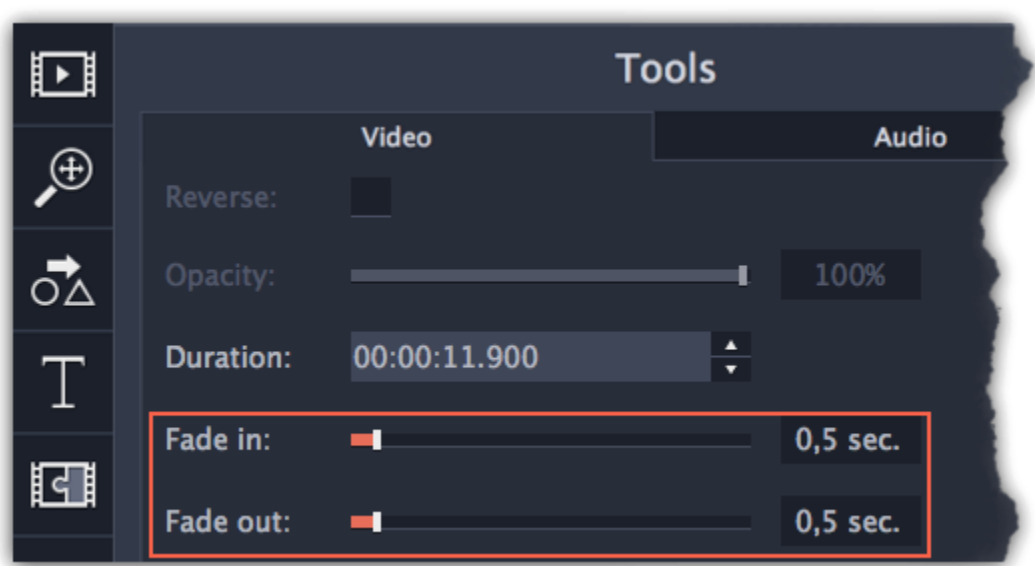 Tools
Video Audio
Reverse:
Opacity: 100%
Duration: 00:00:11.900
Fade in: 0,5 sec.
Fade out: 0,5 sec.